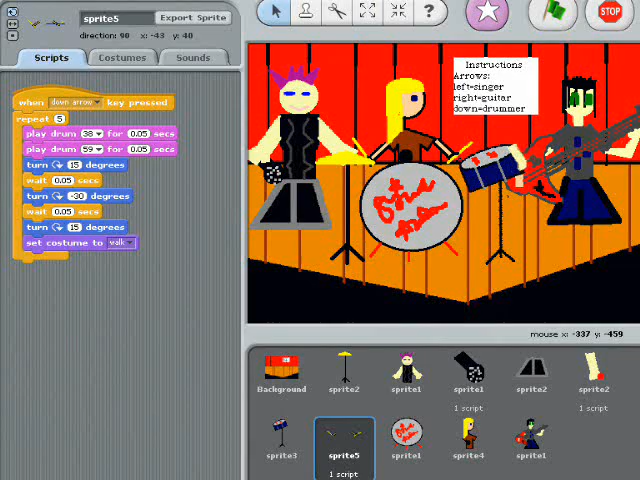 sprite5
Export Sprite
direction: 90 x: -43 y: 40
Scripts
Costumes
Sounds
when down arrow key pressed
repeat 5
play drum 38 for 0.05 secs
play drum 59 for 0.05 secs
turn 15 degrees
wait 0.05 secs
turn -30 degrees
wait 0.05 secs
turn 15 degrees
set costume to walk
?
STOP
Instructions
Arrows:
left=singer
right=guitar
down=drummer
mouse x: -337 y: -459
Background
sprite2
sprite1
sprite1
sprite2
sprite2
1 script
1 script
sprite3
sprite5
sprite1
sprite4
sprite1
1 script